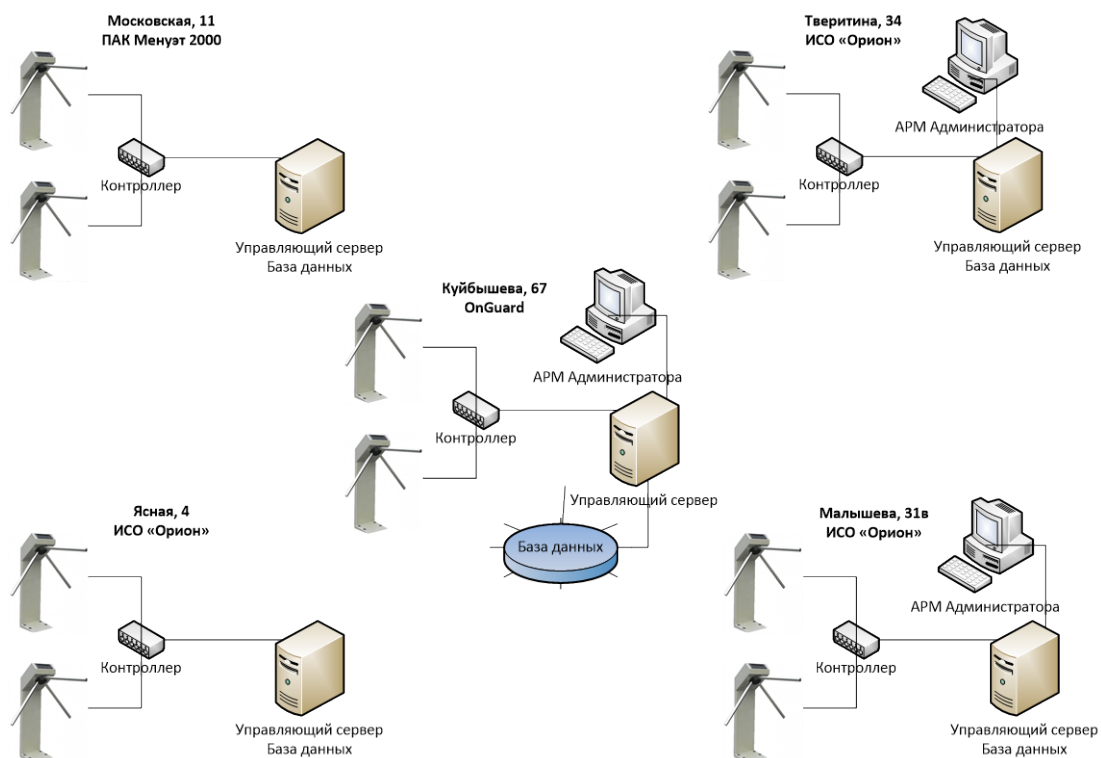 Московская, 11
ПАК Менуэт 2000
Контроллер
Управляющий сервер
База данных
Тверитина, 34
ИСО «Орион»
АРМ Администратора
Контроллер
Управляющий сервер
База данных
Куйбышева, 67
OnGuard
АРМ Администратора
Контроллер
Управляющий сервер
База данных
Ясная, 4
ИСО «Орион»
Контроллер
Управляющий сервер
База данных
Малышева, 31в
ИСО «Орион»
АРМ Администратора
Контроллер
Управляющий сервер
База данных